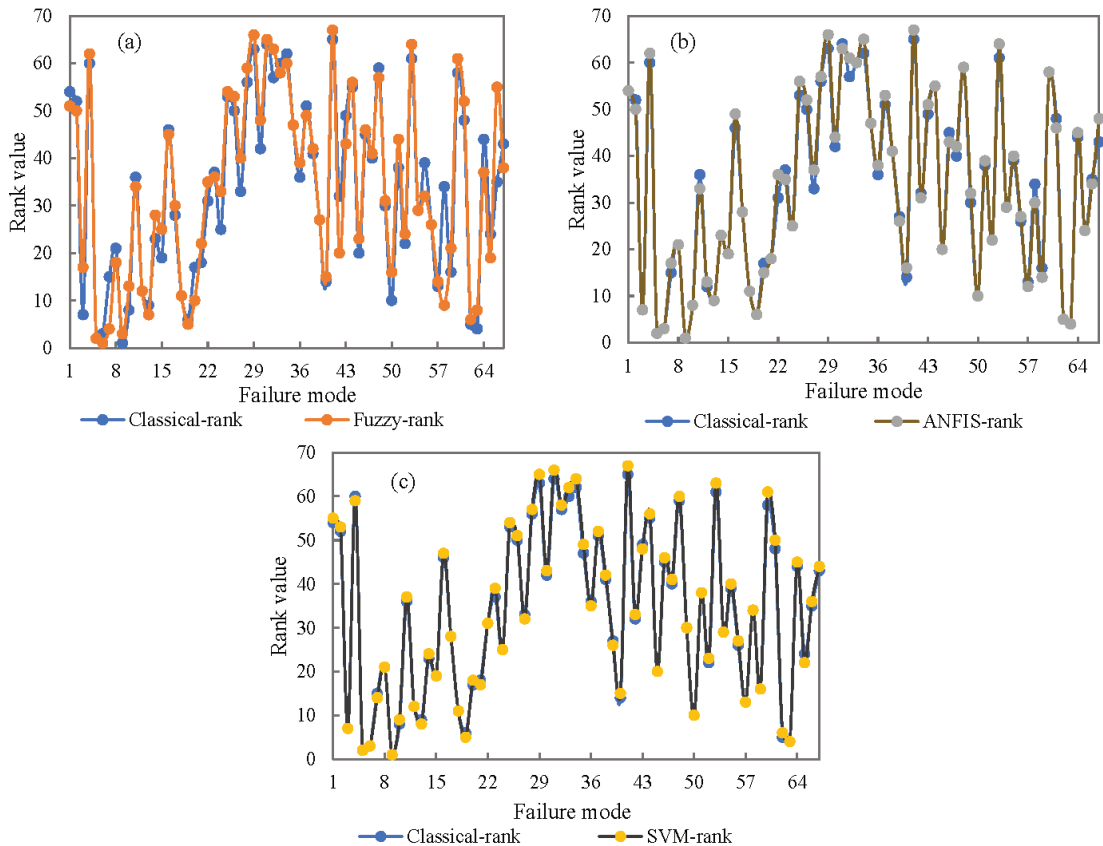 (a)
Rank value
70
60
50
40
30
20
10
0
1 8 15 22 29 36 43 50 57 64
Failure mode
Classical-rank Fuzzy-rank
(b)
Rank value
70
60
50
40
30
20
10
0
1 8 15 22 29 36 43 50 57 64
Failure mode
Classical-rank ANFIS-rank
(c)
Rank value
70
60
50
40
30
20
10
0
1 8 15 22 29 36 43 50 57 64
Failure mode
Classical-rank SVM-rank